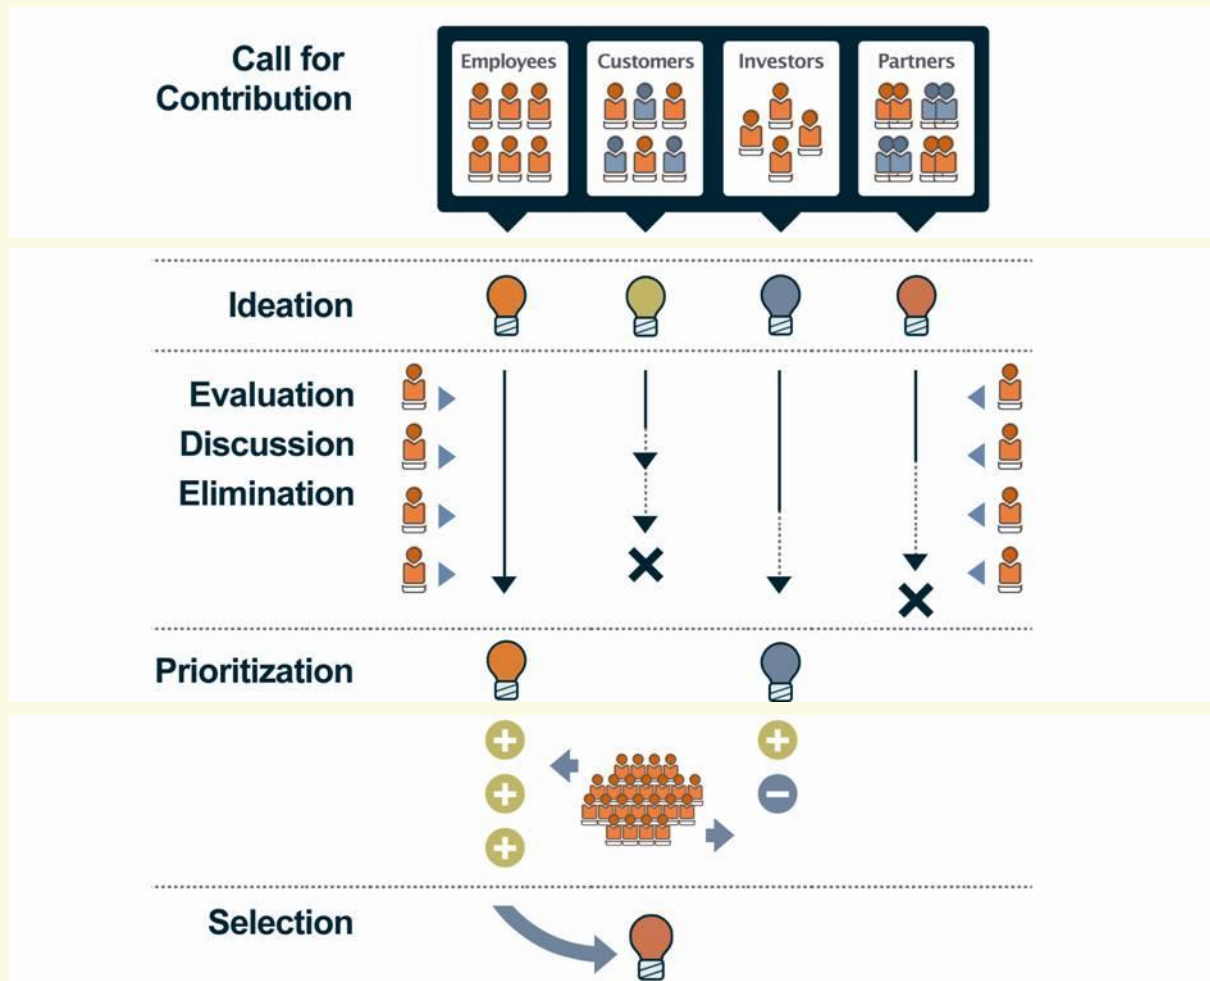 Call for
Contribution
Employees
Customers
Investors
Partners
Ideation
Evaluation
Discussion
Elimination
Prioritization
Selection